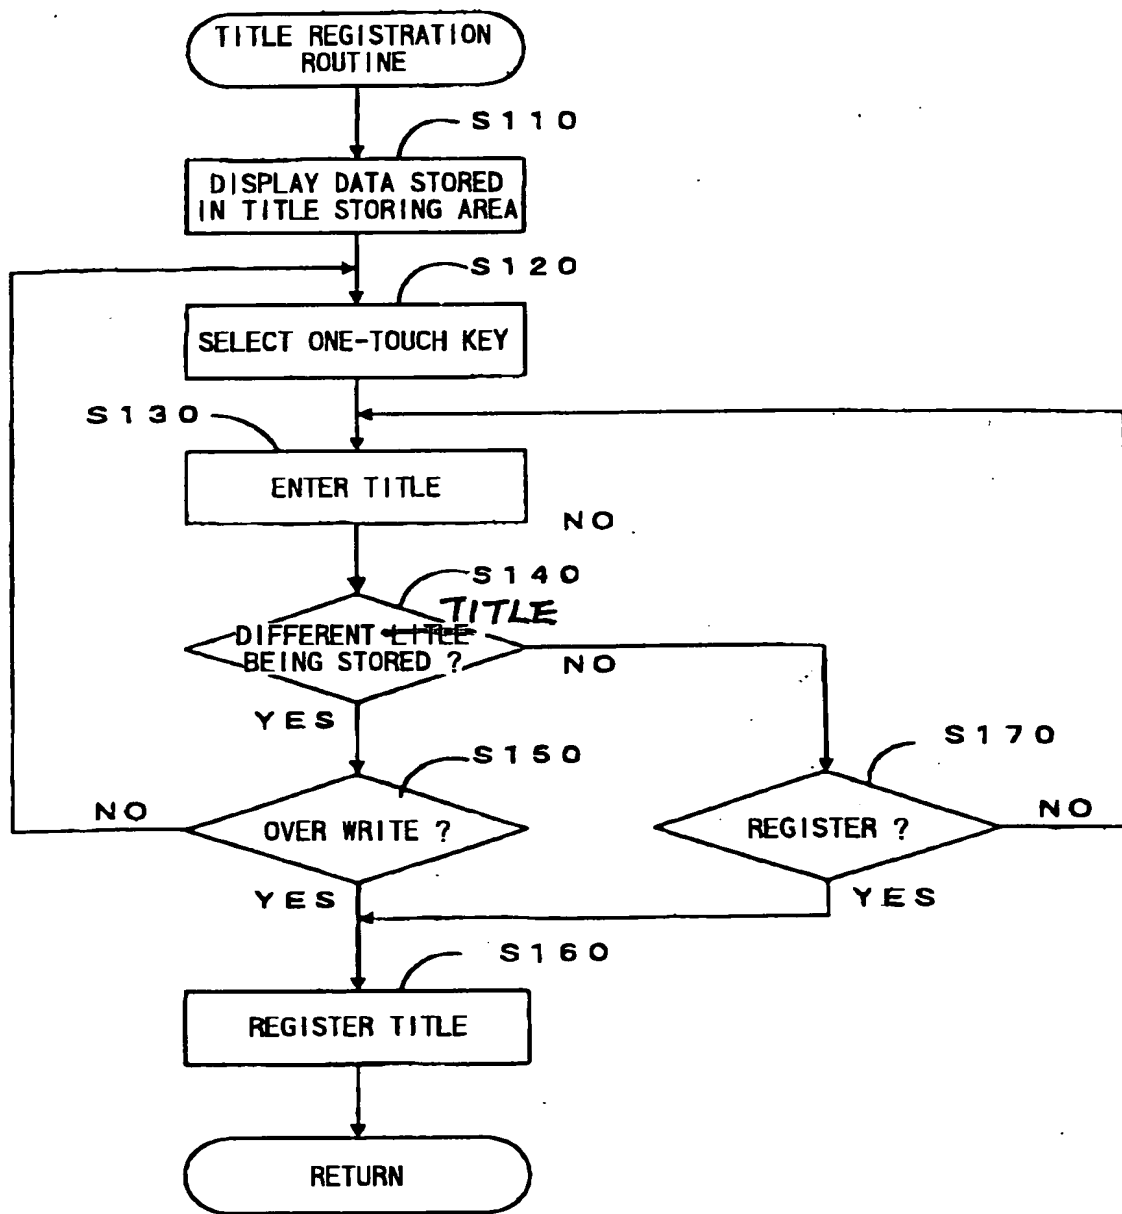 TITLE REGISTRATION
ROUTINE
S110
DISPLAY DATA STORED
IN TITLE STORING AREA
S120
SELECT ONE-TOUCH KEY
S130
ENTER TITLE
NO
S140
TITLE
DIFFERENT LITLE
BEING STORED ?
NO
YES
S150
S170
NO
OVER WRITE ?
REGISTER ?
NO
YES
YES
S160
REGISTER TITLE
RETURN